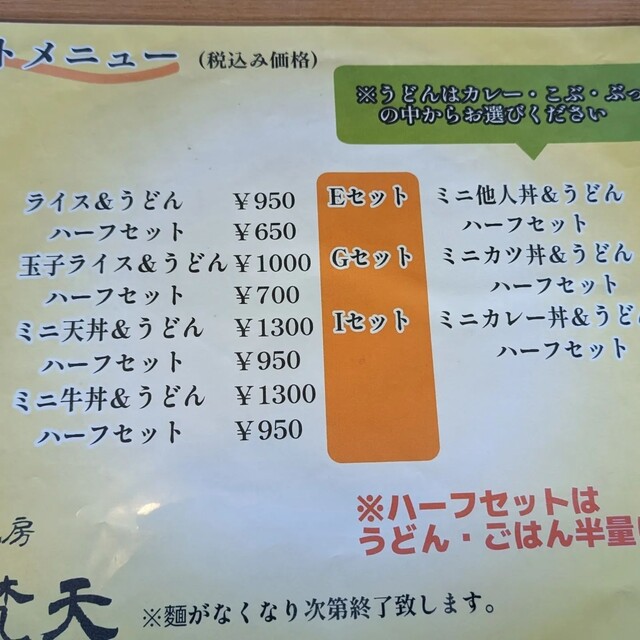 トメニュー (税込み価格)
※うどんはカレー・こぶ・ぶっ
の中からお選びください
ライス&うどん ¥950
ハーフセット ¥650
玉子ライス&うどん ¥1000
ハーフセット ¥700
ミニ天丼&うどん ¥1300
ハーフセット ¥950
ミニ牛丼&うどん ¥1300
ハーフセット ¥950
Eセット ミニ他人丼&うどん
ハーフセット
Gセット ミニカツ丼&うどん
ハーフセット
Iセット ミニカレー丼&うど
ハーフセット
※ハーフセットは
うどん・ごはん半量
房
天 ※麺がなくなり次第終了致します。